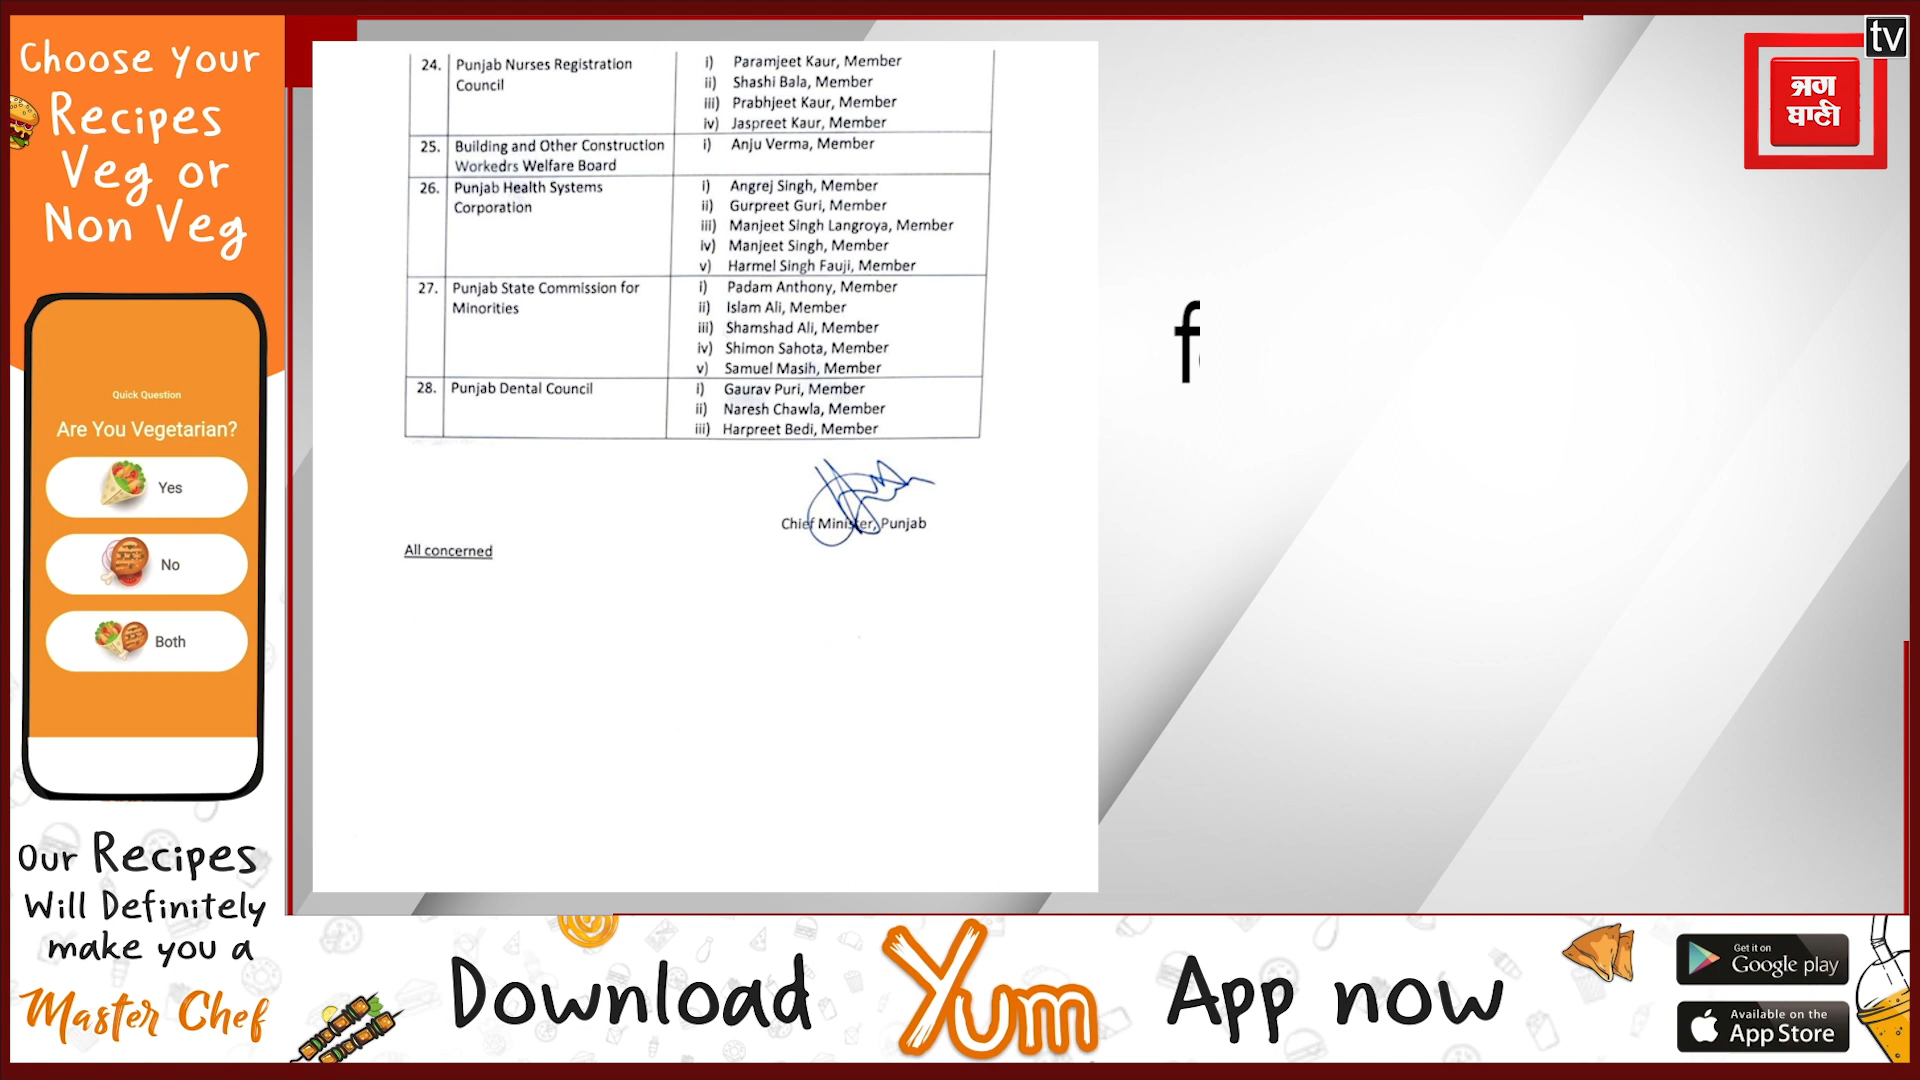 Choose your
Recipes
Veg or
Non Veg
Quick Question
Are You Vegetarian?
Yes
No
Both
Our Recipes
Will Definitely
make you a
Master Chef
24. Punjab Nurses Registration
Council
i) Paramjeet Kaur, Member
ii) Shashi Bala, Member
iii) Prabhjeet Kaur, Member
iv) Jaspreet Kaur, Member
25. Building and Other Construction
Workedrs Welfare Board
i) Anju Verma, Member
26. Punjab Health Systems
Corporation
i) Angrej Singh, Member
ii) Gurpreet Guri, Member
iii) Manjeet Singh Langroya, Member
iv) Manjeet Singh, Member
v) Harmel Singh Fauji, Member
27. Punjab State Commission for
Minorities
i) Padam Anthony, Member
ii) Islam Ali, Member
iii) Shamshad Ali, Member
iv) Shimon Sahota, Member
v) Samuel Masih, Member
28. Punjab Dental Council
i) Gaurav Puri, Member
ii) Naresh Chawla, Member
iii) Harpreet Bedi, Member
Chief Minister, Punjab
All concerned
f
tv
ਜਗ
ਬਾਣੀ
Download Yum App now
Get it on
Google play
Available on the
App Store